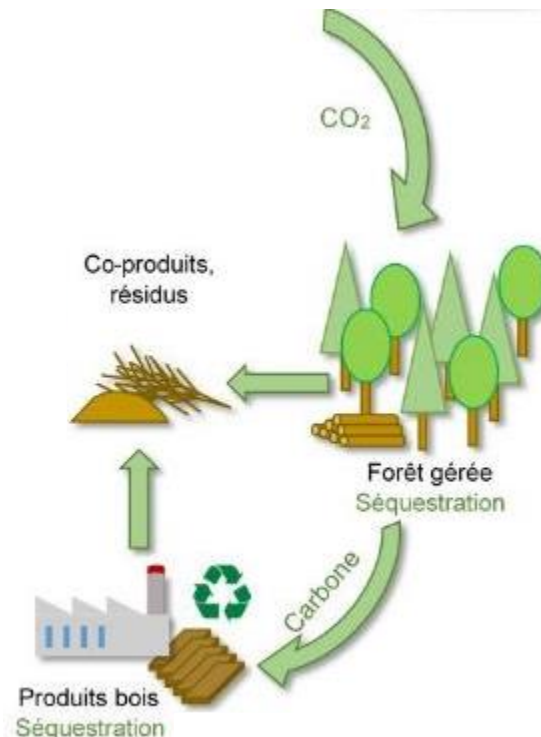 CO₂
Co-produits,
résidus
Forêt gérée
Séquestration
Carbone
Produits bois
Séquestration